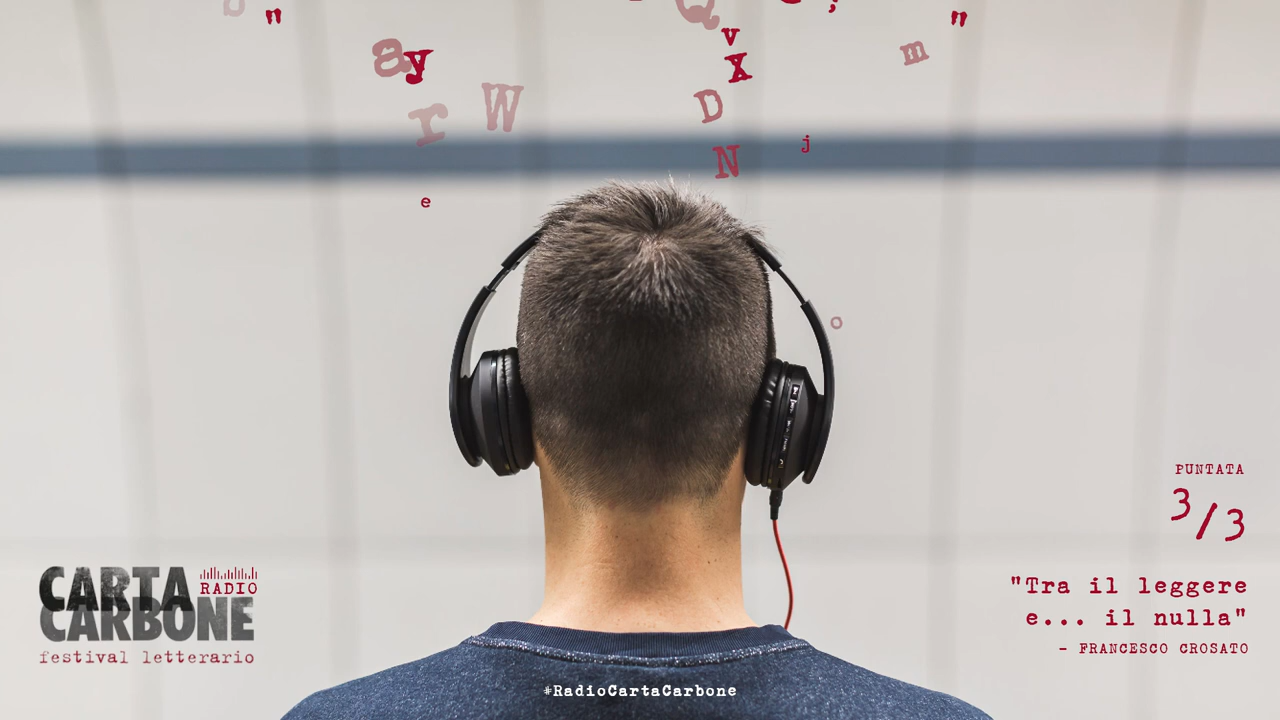 "
"
a
y
v
X
m
W
D
r
N
j
e
o
PUNTATA
3/3
CARTA
RADIO
CARBONE
festival letterario
"Tra il leggere
e... il nulla"
– FRANCESCO CROSATO
#RadioCartaCarbone